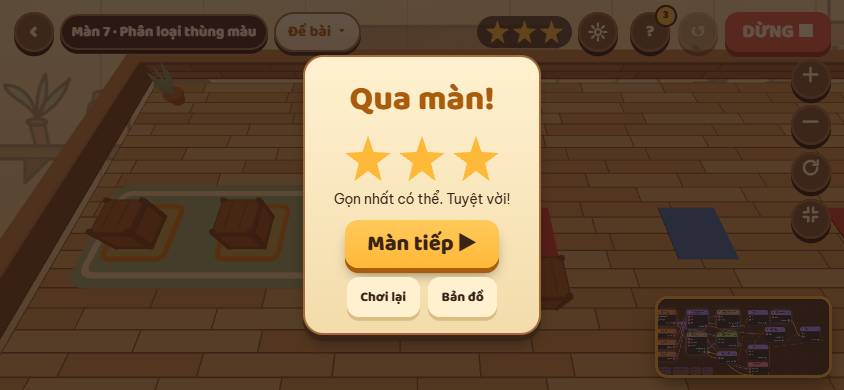 Màn 7 · Phân loại thùng màu
Đề bài
3
?
DỪNG
Qua màn!
Gọn nhất có thể. Tuyệt vời!
Màn tiếp
Chơi lại
Bản đồ